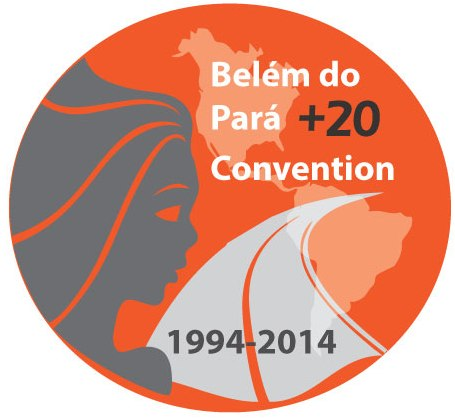 Belém do
Pará +20
Convention
1994-2014